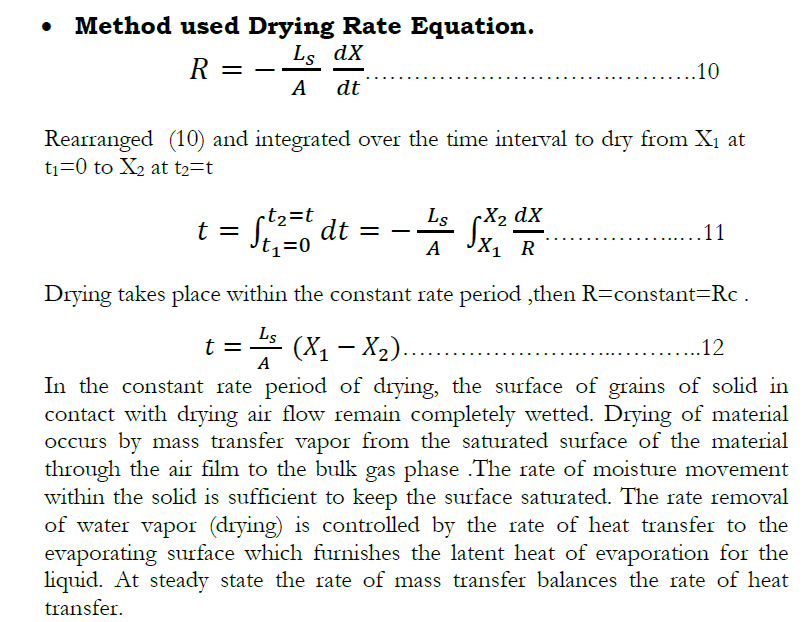 • Method used Drying Rate Equation.
R = − L_S/A dX/dt ……………………………………..10
Rearranged (10) and integrated over the time interval to dry from X₁ at
t₁=0 to X₂ at t₂=t
t = ∫_{t₁=0}^{t₂=t} dt = − L_S/A ∫_{X₁}^{X₂} dX/R ………………….11
Drying takes place within the constant rate period ,then R=constant=Rc .
t = L_S/A (X₁ − X₂)…………………………………..12
In the constant rate period of drying, the surface of grains of solid in
contact with drying air flow remain completely wetted. Drying of material
occurs by mass transfer vapor from the saturated surface of the material
through the air film to the bulk gas phase .The rate of moisture movement
within the solid is sufficient to keep the surface saturated. The rate removal
of water vapor (drying) is controlled by the rate of heat transfer to the
evaporating surface which furnishes the latent heat of evaporation for the
liquid. At steady state the rate of mass transfer balances the rate of heat
transfer.